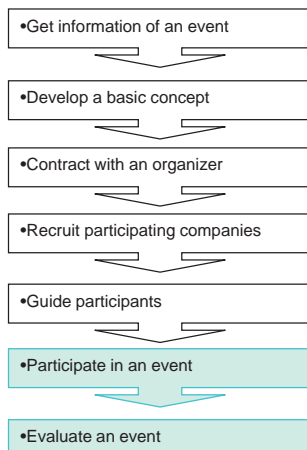 •Get information of an event
•Develop a basic concept
•Contract with an organizer
•Recruit participating companies
•Guide participants
•Participate in an event
•Evaluate an event